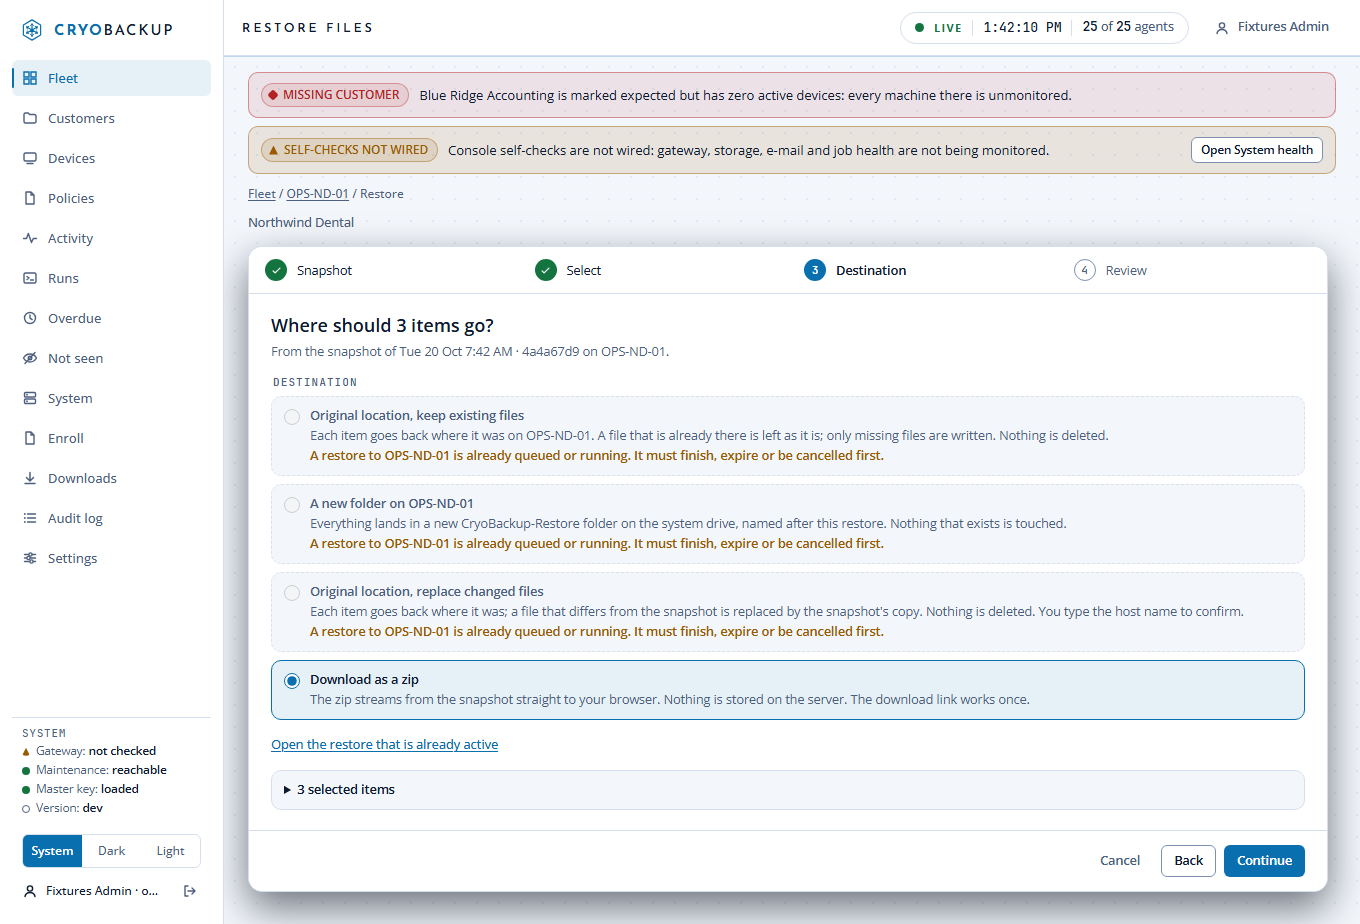 CRYOBACKUP
RESTORE FILES
LIVE
1:42:10 PM
25 of 25 agents
Fixtures Admin
Fleet
Customers
Devices
Policies
Activity
Runs
Overdue
Not seen
System
Enroll
Downloads
Audit log
Settings
MISSING CUSTOMER
Blue Ridge Accounting is marked expected but has zero active devices: every machine there is unmonitored.
SELF-CHECKS NOT WIRED
Console self-checks are not wired: gateway, storage, e-mail and job health are not being monitored.
Open System health
Fleet / OPS-ND-01 / Restore
Northwind Dental
Snapshot
Select
3 Destination
4 Review
Where should 3 items go?
From the snapshot of Tue 20 Oct 7:42 AM · 4a4a67d9 on OPS-ND-01.
DESTINATION
Original location, keep existing files
Each item goes back where it was on OPS-ND-01. A file that is already there is left as it is; only missing files are written. Nothing is deleted.
A restore to OPS-ND-01 is already queued or running. It must finish, expire or be cancelled first.
A new folder on OPS-ND-01
Everything lands in a new CryoBackup-Restore folder on the system drive, named after this restore. Nothing that exists is touched.
A restore to OPS-ND-01 is already queued or running. It must finish, expire or be cancelled first.
Original location, replace changed files
Each item goes back where it was; a file that differs from the snapshot is replaced by the snapshot's copy. Nothing is deleted. You type the host name to confirm.
A restore to OPS-ND-01 is already queued or running. It must finish, expire or be cancelled first.
Download as a zip
The zip streams from the snapshot straight to your browser. Nothing is stored on the server. The download link works once.
Open the restore that is already active
3 selected items
Cancel
Back
Continue
SYSTEM
Gateway: not checked
Maintenance: reachable
Master key: loaded
Version: dev
System
Dark
Light
Fixtures Admin · o...